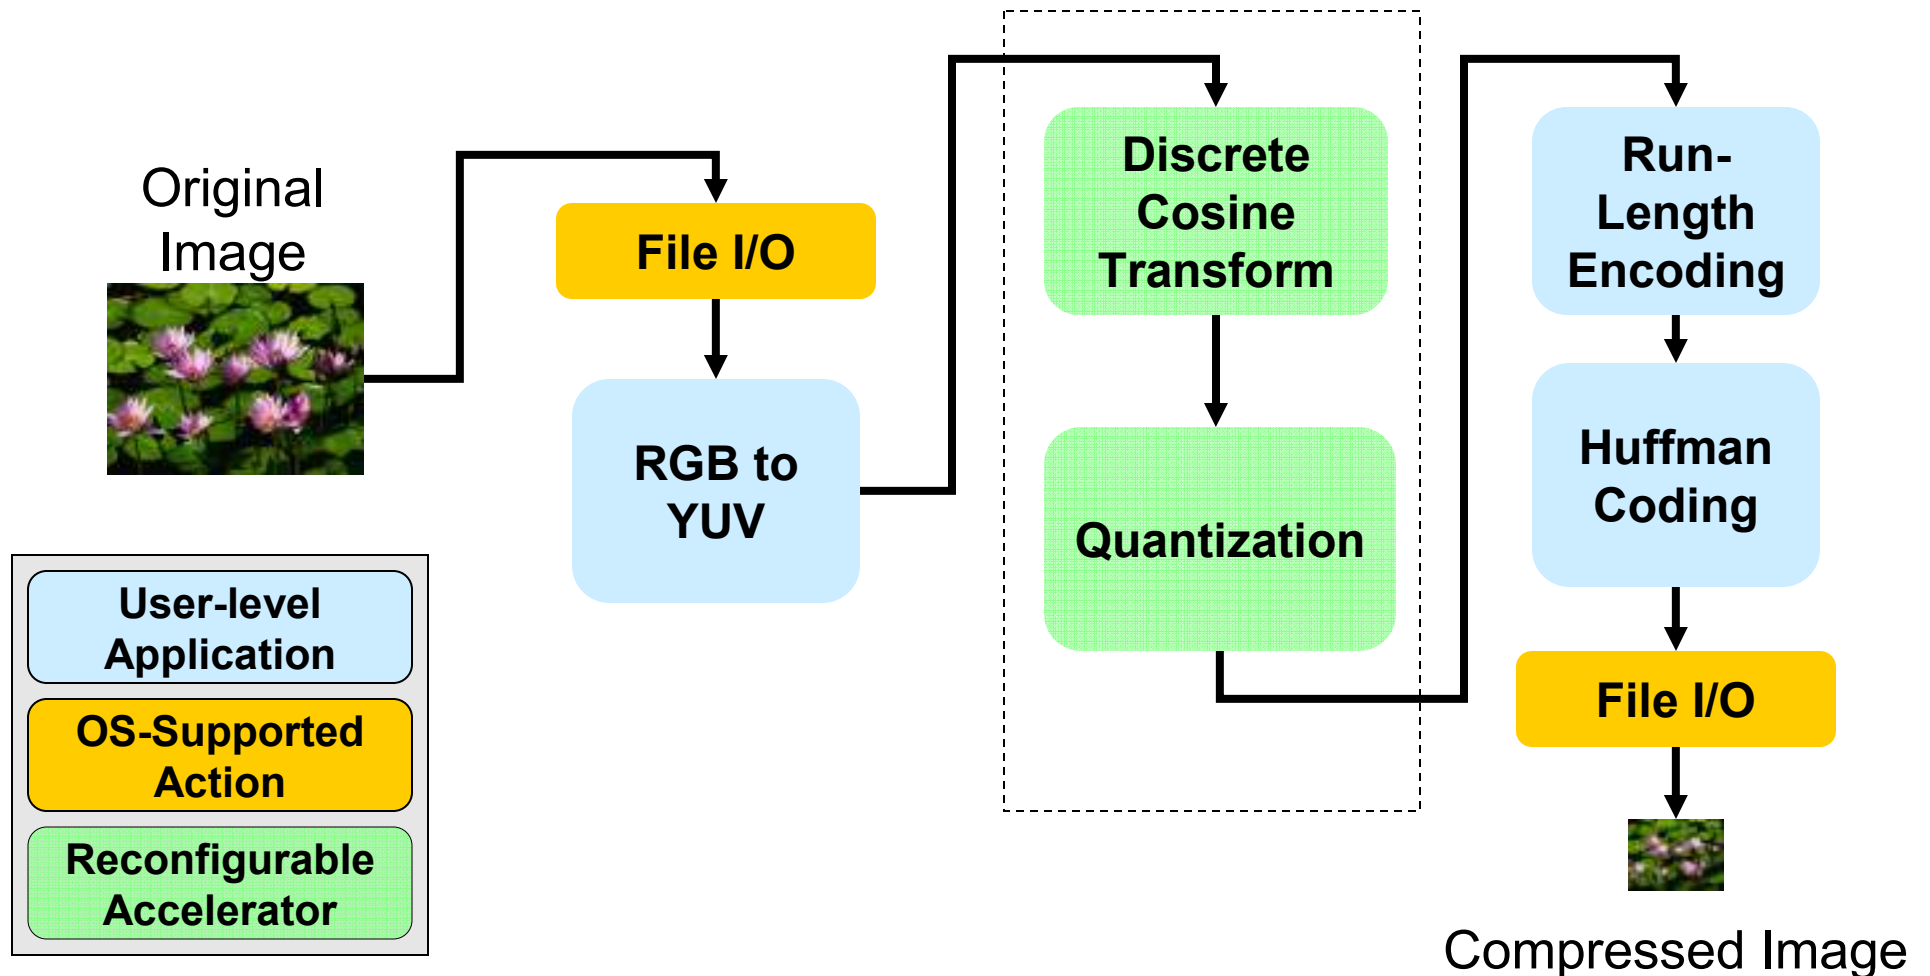 Original
Image
File I/O
RGB to
YUV
Discrete
Cosine
Transform
Quantization
Run-
Length
Encoding
Huffman
Coding
File I/O
Compressed Image
User-level
Application
OS-Supported
Action
Reconfigurable
Accelerator